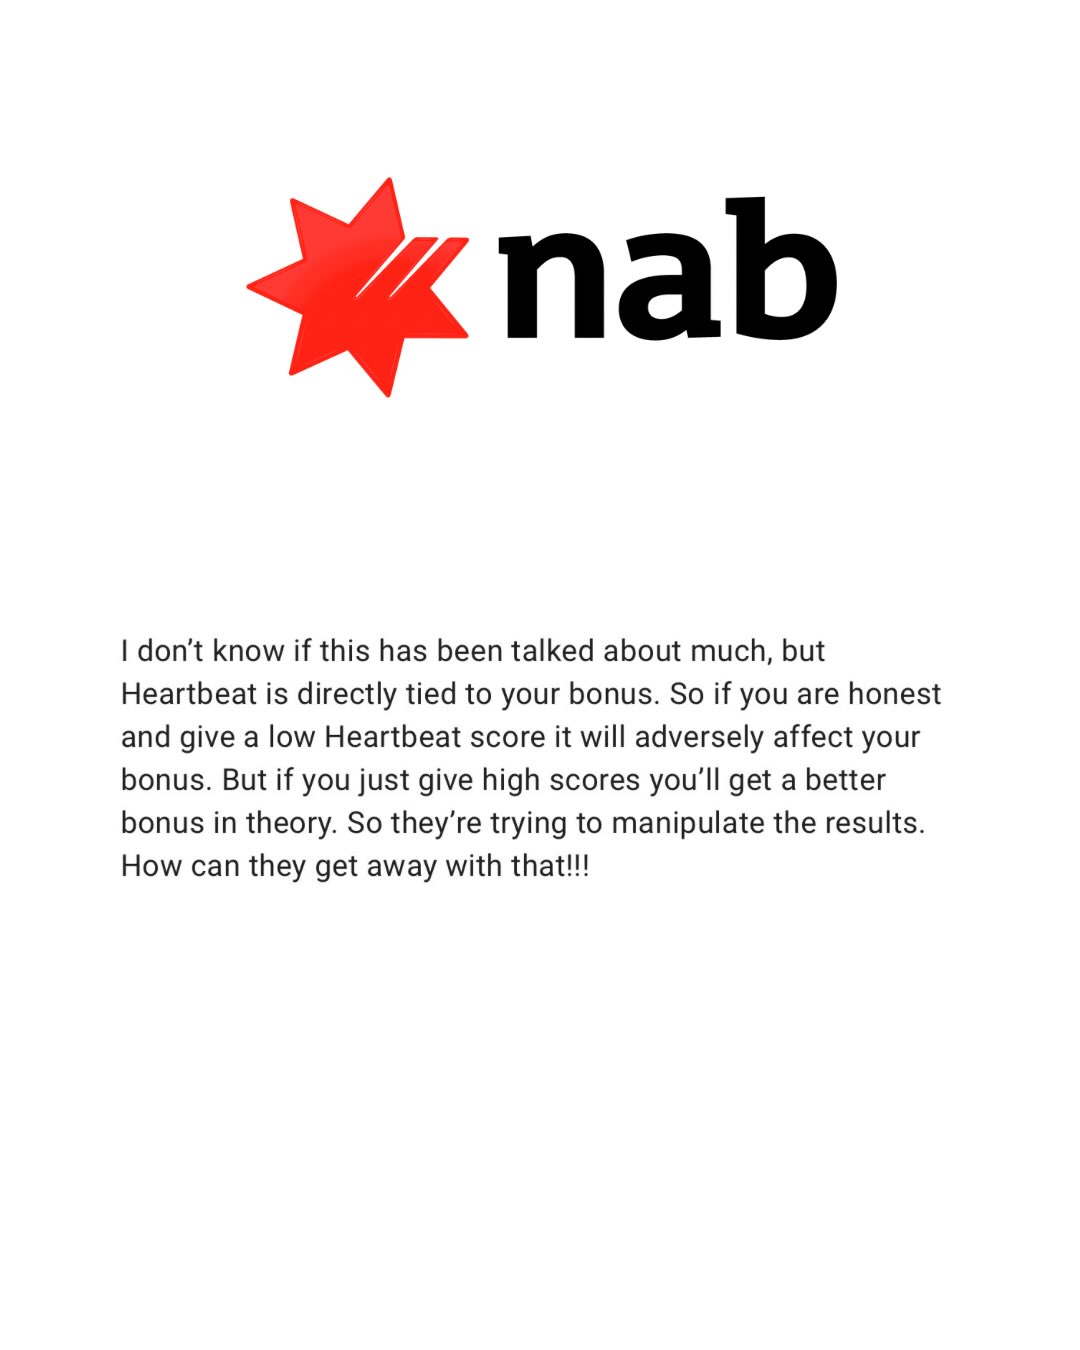 nab
I don’t know if this has been talked about much, but
Heartbeat is directly tied to your bonus. So if you are honest
and give a low Heartbeat score it will adversely affect your
bonus. But if you just give high scores you’ll get a better
bonus in theory. So they’re trying to manipulate the results.
How can they get away with that!!!